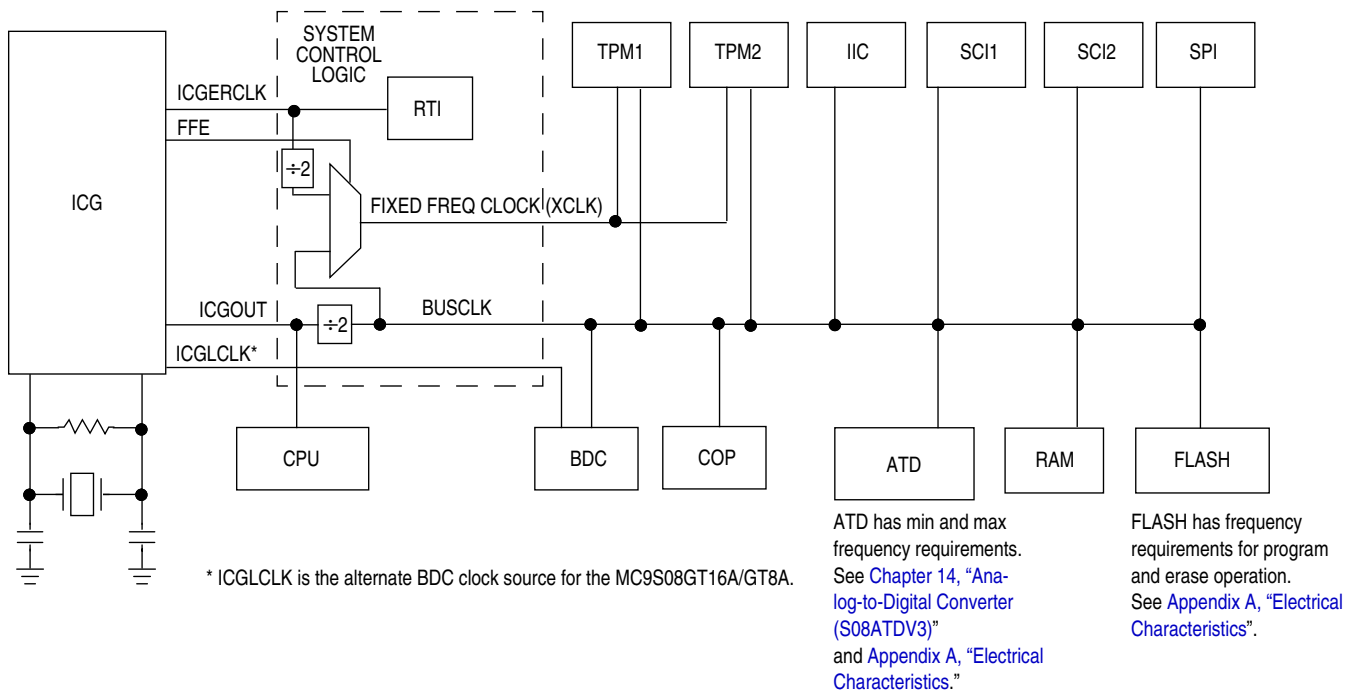 SYSTEM
CONTROL
LOGIC
TPM1
TPM2
IIC
SCI1
SCI2
SPI
ICGERCLK
RTI
FFE
÷2
ICG
FIXED FREQ CLOCK (XCLK)
ICGOUT
÷2
BUSCLK
ICGLCLK*
CPU
BDC
COP
ATD
RAM
FLASH
ATD has min and max
frequency requirements.
See Chapter 14, “Ana-
log-to-Digital Converter
(S08ATDV3)”
and Appendix A, “Electrical
Characteristics.”
FLASH has frequency
requirements for program
and erase operation.
See Appendix A, “Electrical
Characteristics”.
* ICGLCLK is the alternate BDC clock source for the MC9S08GT16A/GT8A.